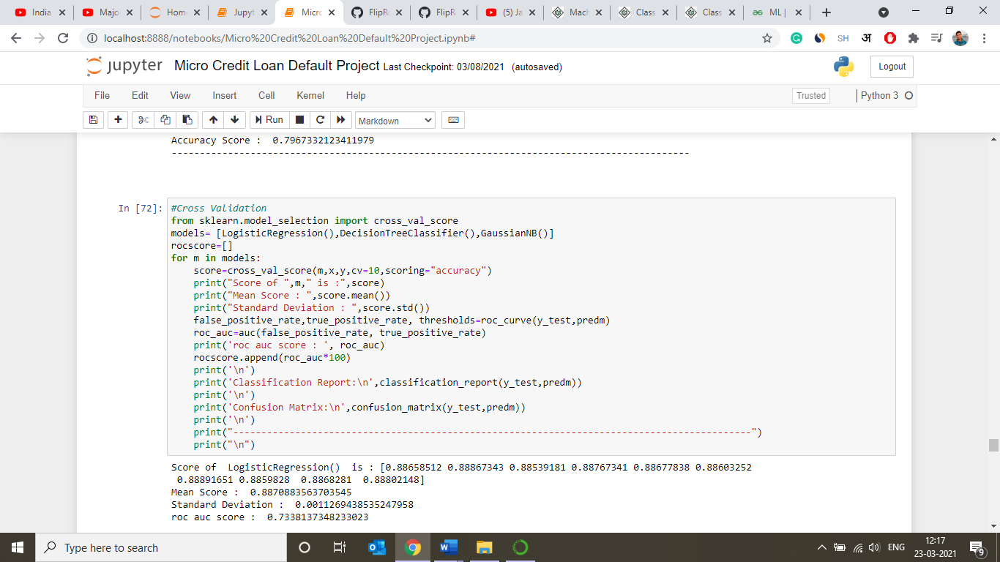 India
Majo
Home
Jupyt
Micro
FlipR
FlipR
(5) Ja
Mach
Class
Class
ML |
localhost:8888/notebooks/Micro%20Credit%20Loan%20Default%20Project.ipynb#
SH अ
jupyter Micro Credit Loan Default Project Last Checkpoint: 03/08/2021 (autosaved)
Logout
File Edit View Insert Cell Kernel Help
Trusted
Python 3
Run
Markdown
Accuracy Score :  0.7967332123411979
--------------------------------------------------------------------------------------------
In [72]:
#Cross Validation
from sklearn.model_selection import cross_val_score
models= [LogisticRegression(),DecisionTreeClassifier(),GaussianNB()]
rocscore=[]
for m in models:
    score=cross_val_score(m,x,y,cv=10,scoring="accuracy")
    print("Score of ",m," is :",score)
    print("Mean Score : ",score.mean())
    print("Standard Deviation : ",score.std())
    false_positive_rate,true_positive_rate, thresholds=roc_curve(y_test,predm)
    roc_auc=auc(false_positive_rate, true_positive_rate)
    print('roc auc score : ', roc_auc)
    rocscore.append(roc_auc*100)
    print('\n')
    print('Classification Report:\n',classification_report(y_test,predm))
    print('\n')
    print('Confusion Matrix:\n',confusion_matrix(y_test,predm))
    print('\n')
    print("--------------------------------------------------------------------------------------------")
    print("\n")
Score of  LogisticRegression()  is : [0.88658512 0.88867343 0.88539181 0.88767341 0.88677838 0.88603252
 0.88891651 0.8859828  0.8868281  0.88802148]
Mean Score :  0.8870883563703545
Standard Deviation :  0.0011269438535247958
roc auc score :  0.7338137348233023
Type here to search
ENG
12:17
23-03-2021
9